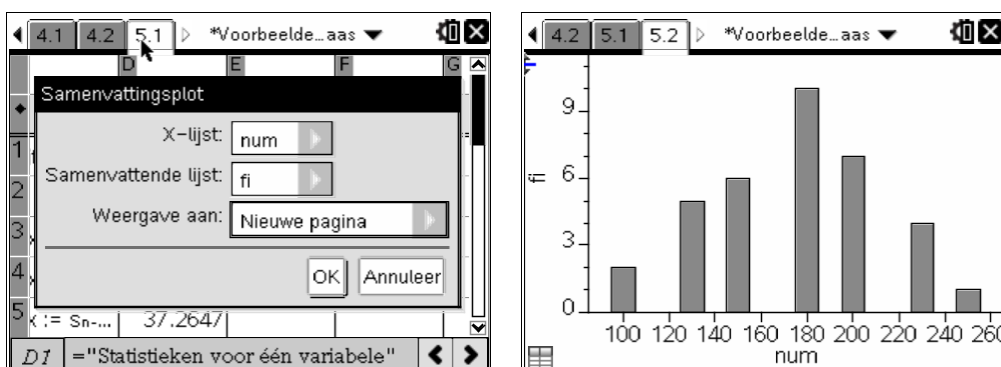 4.1 4.2 5.1 *Voorbeelde...aas
D E F G
Samenvattingsplot
X-lijst: num
Samenvattende lijst: fi
Weergave aan: Nieuwe pagina
OK Annuleer
1
2
3
4
5 x := Sn-... 37.2647
D1 ="Statistieken voor één variabele"
4.2 5.1 5.2 *Voorbeelde...aas
9
6
3
0
fi
100 120 140 160 180 200 220 240 260
num